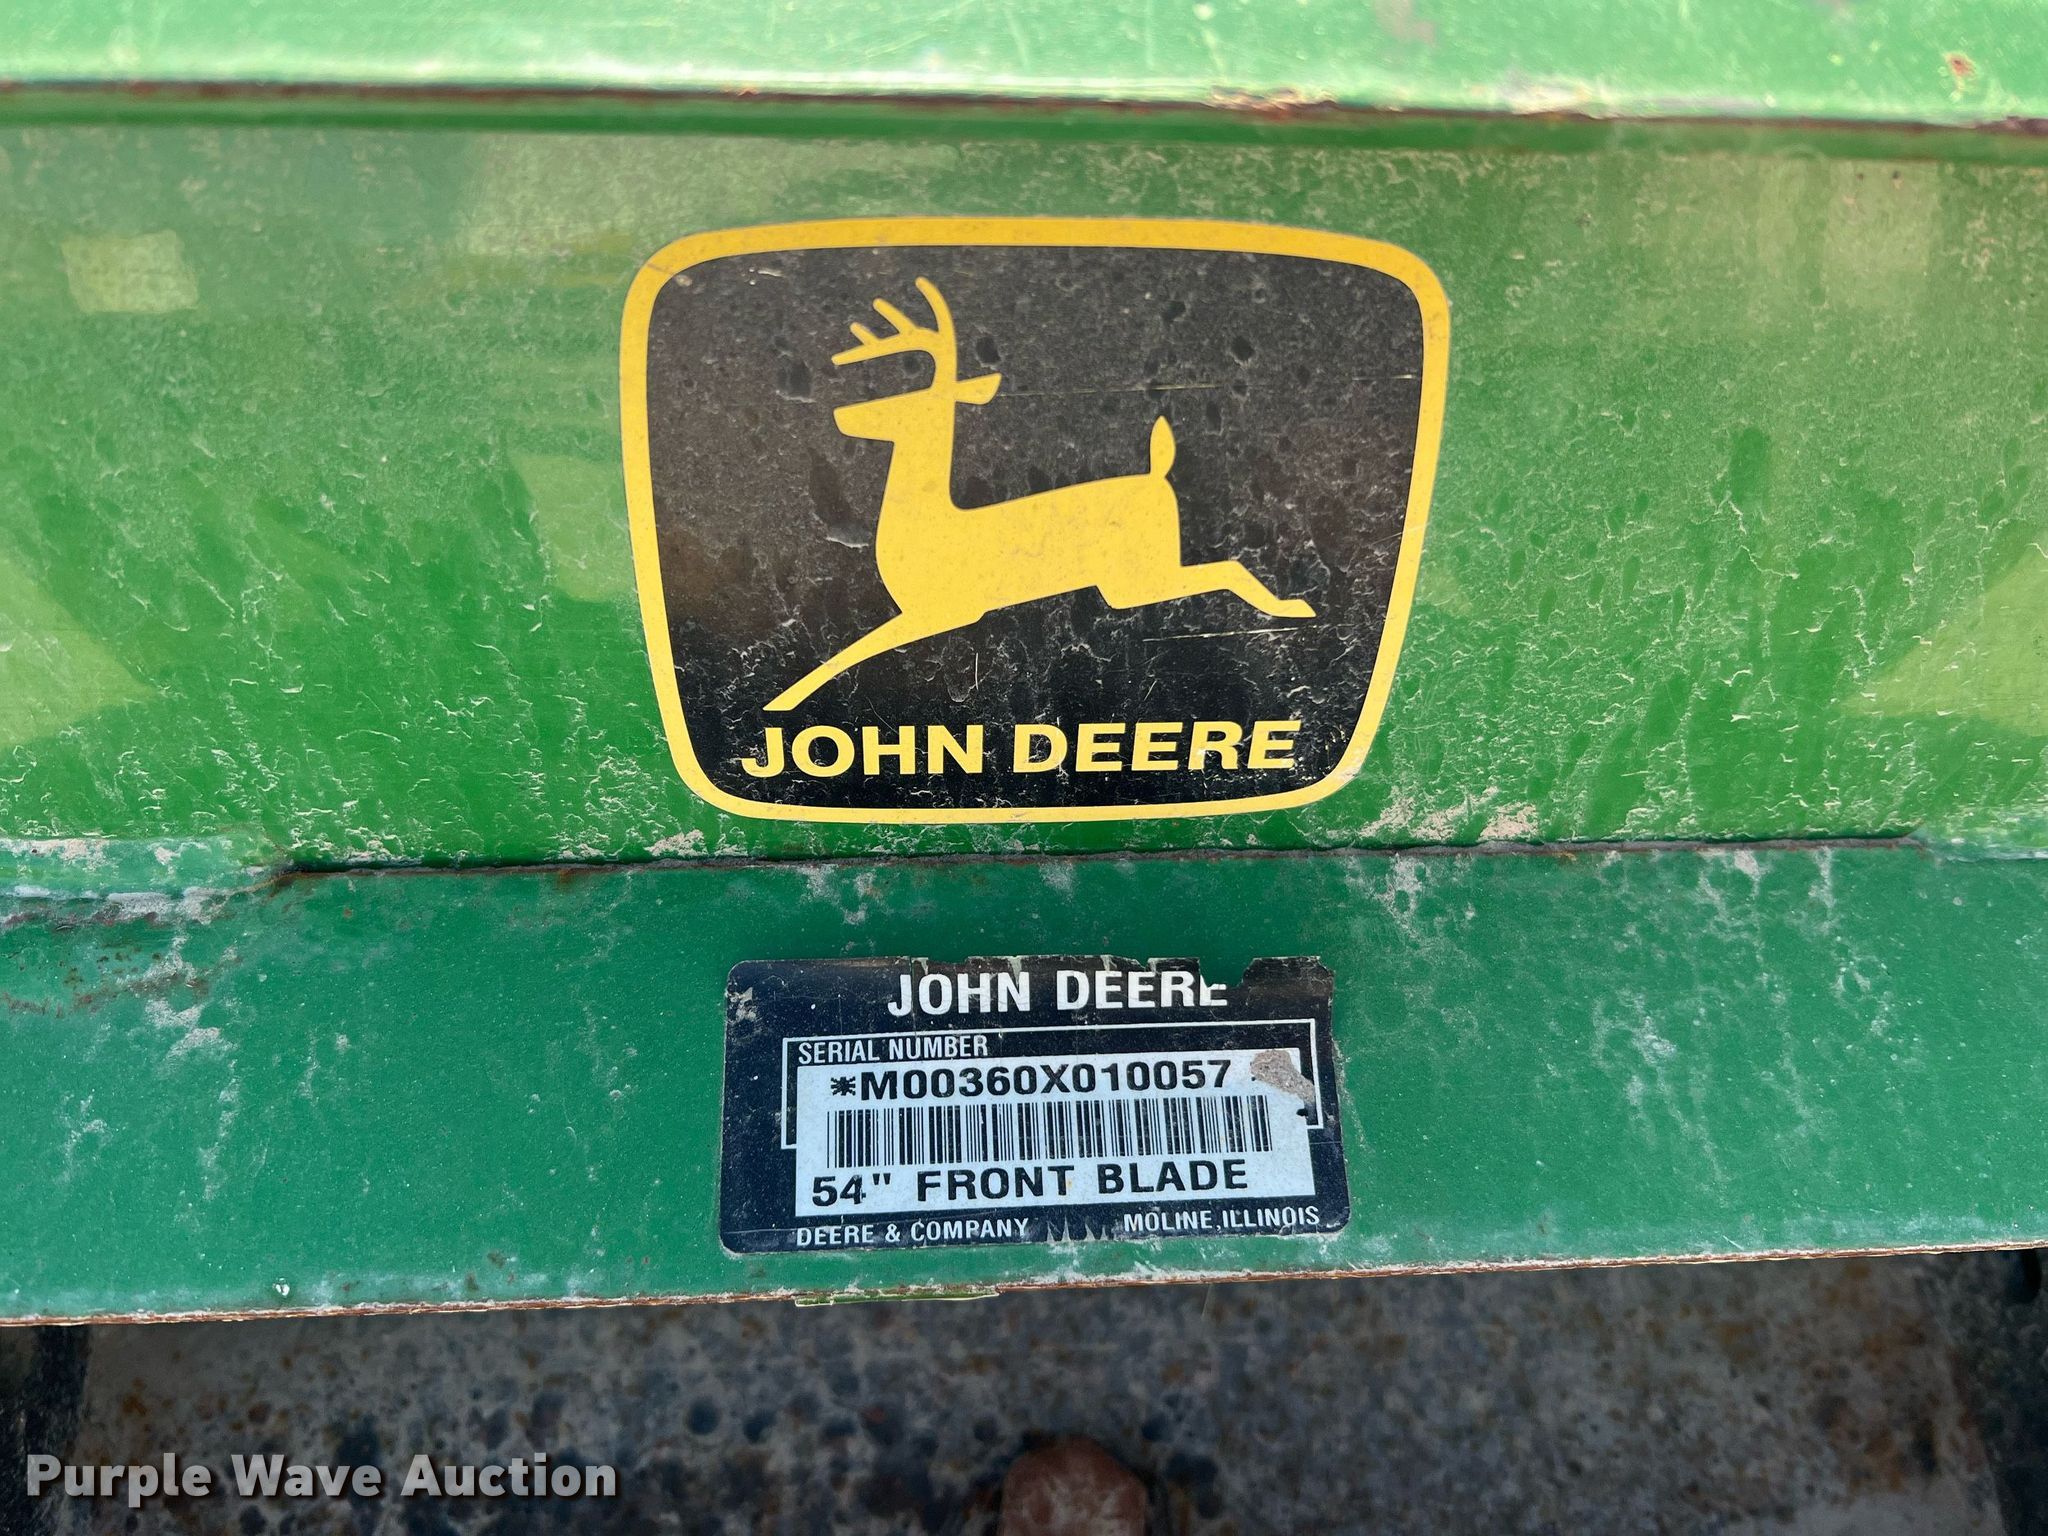 JOHN DEERE
JOHN DEERE
SERIAL NUMBER
*M00360X010057
54" FRONT BLADE
DEERE & COMPANY MOLINE, ILLINOIS
Purple Wave Auction